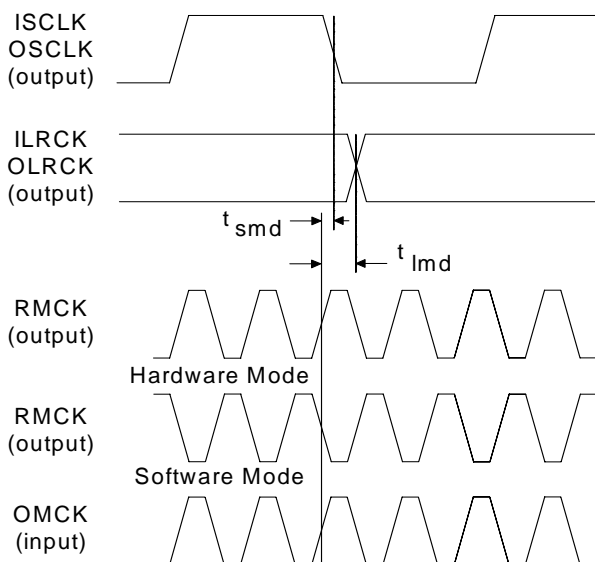 ISCLK
OSCLK
(output)
ILRCK
OLRCK
(output)
t smd
t lmd
RMCK
(output)
Hardware Mode
RMCK
(output)
Software Mode
OMCK
(input)